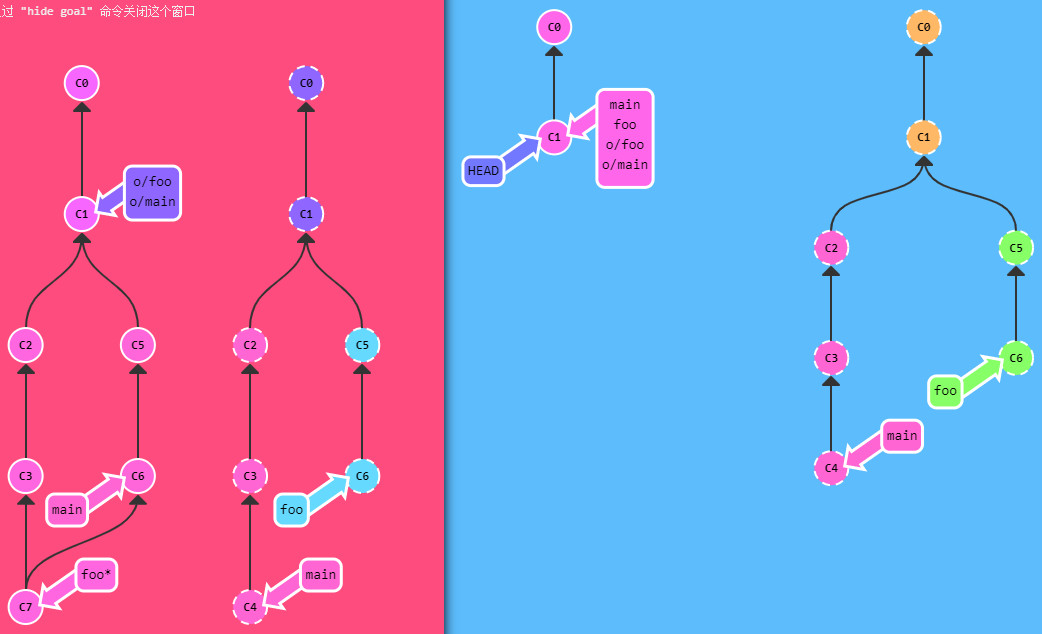 过 "hide goal" 命令关闭这个窗口
C0
C0
o/foo
o/main
C1
C1
C2
C5
C2
C5
C3
C6
C3
C6
main
foo
foo*
main
C7
C4
C0
main
foo
o/foo
o/main
C1
HEAD
C0
C1
C2
C5
C3
C6
foo
main
C4